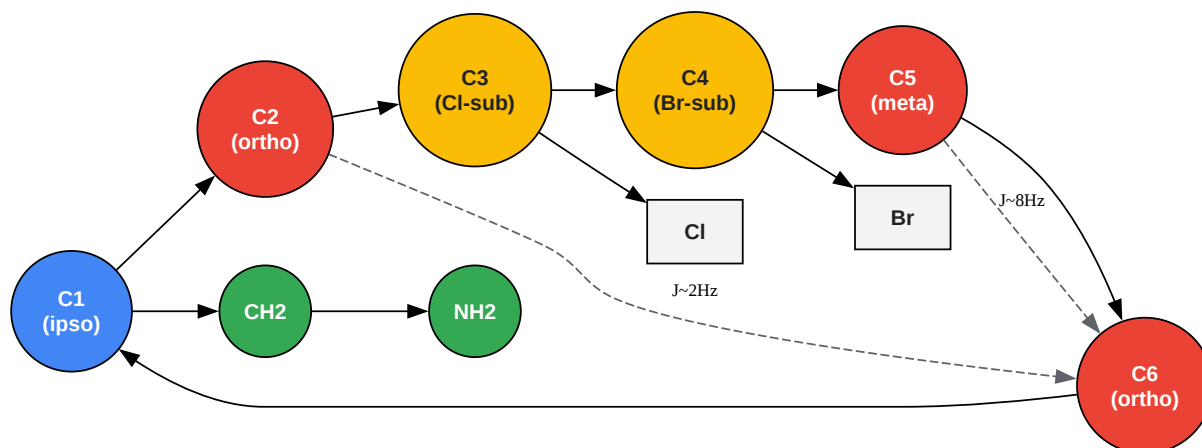 C3
(Cl-sub)
C4
(Br-sub)
C5
(meta)
C2
(ortho)
J~8Hz
Cl
Br
J~2Hz
C1
(ipso)
CH2
NH2
C6
(ortho)